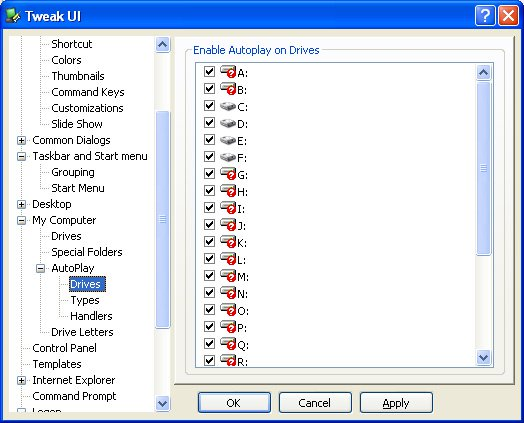 Tweak UI
Shortcut
Colors
Thumbnails
Command Keys
Customizations
Slide Show
Common Dialogs
Taskbar and Start menu
Grouping
Start Menu
Desktop
My Computer
Drives
Special Folders
AutoPlay
Drives
Types
Handlers
Drive Letters
Control Panel
Templates
Internet Explorer
Command Prompt
Logon
Enable Autoplay on Drives
A:
B:
C:
D:
E:
F:
G:
H:
I:
J:
K:
L:
M:
N:
O:
P:
Q:
R:
OK
Cancel
Apply